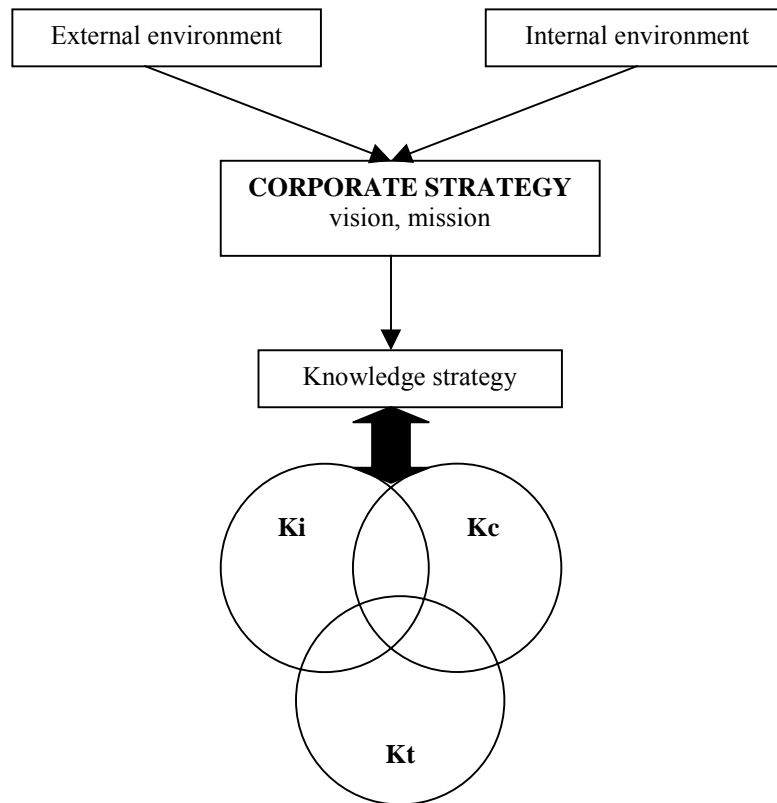 External environment
Internal environment
CORPORATE STRATEGY
vision, mission
Knowledge strategy
Ki
Kc
Kt